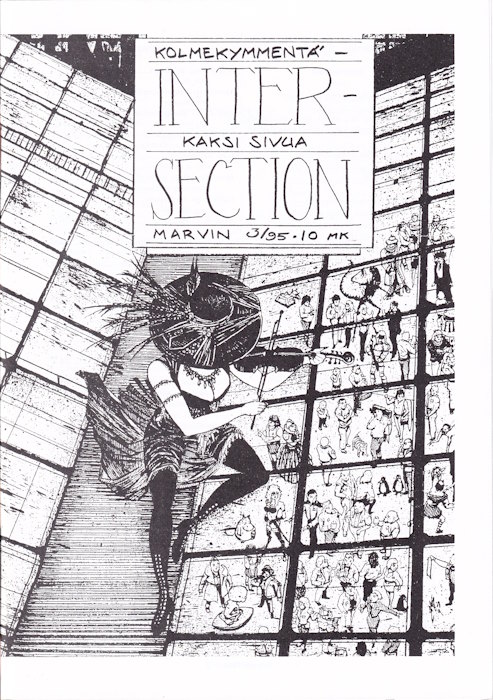 KOLMEKYMMENTÄ –
INTER-
KAKSI SIVUA
SECTION
MARVIN 3/95 · 10 MK